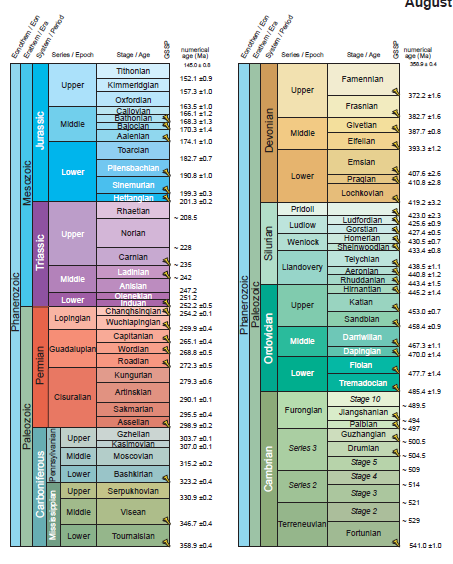 August
Eonothem / Eon
Erathem / Era
System / Period
Series / Epoch
Stage / Age
GSSP
numerical
age (Ma)
145.0 ± 0.8
Phanerozoic
Mesozoic
Jurassic
Upper
Tithonian
152.1 ±0.9
Kimmeridgian
157.3 ±1.0
Oxfordian
163.5 ±1.0
Middle
Callovian
166.1 ±1.2
Bathonian
168.3 ±1.3
Bajocian
170.3 ±1.4
Aalenian
174.1 ±1.0
Lower
Toarcian
182.7 ±0.7
Pliensbachian
190.8 ±1.0
Sinemurian
199.3 ±0.3
Hettangian
201.3 ±0.2
Triassic
Upper
Rhaetian
~ 208.5
Norian
~ 228
Carnian
~ 235
Middle
Ladinian
~ 242
Anisian
247.2
Lower
Olenekian
251.2
Induan
252.2 ±0.5
Paleozoic
Permian
Lopingian
Changhsingian
254.2 ±0.1
Wuchiapingian
259.9 ±0.4
Guadalupian
Capitanian
265.1 ±0.4
Wordian
268.8 ±0.5
Roadian
272.3 ±0.5
Cisuralian
Kungurian
279.3 ±0.6
Artinskian
290.1 ±0.1
Sakmarian
295.5 ±0.4
Asselian
298.9 ±0.2
Carboniferous
Pennsylvanian
Upper
Gzhelian
303.7 ±0.1
Kasimovian
307.0 ±0.1
Middle
Moscovian
315.2 ±0.2
Lower
Bashkirian
323.2 ±0.4
Mississippian
Upper
Serpukhovian
330.9 ±0.2
Middle
Visean
346.7 ±0.4
Lower
Tournaisian
358.9 ±0.4
Eonothem / Eon
Erathem / Era
System / Period
Series / Epoch
Stage / Age
GSSP
numerical
age (Ma)
358.9 ± 0.4
Phanerozoic
Paleozoic
Devonian
Upper
Famennian
372.2 ±1.6
Frasnian
382.7 ±1.6
Middle
Givetian
387.7 ±0.8
Eifelian
393.3 ±1.2
Lower
Emsian
407.6 ±2.6
Pragian
410.8 ±2.8
Lochkovian
419.2 ±3.2
Silurian
Pridoli
423.0 ±2.3
Ludlow
Ludfordian
425.6 ±0.9
Gorstian
427.4 ±0.5
Wenlock
Homerian
430.5 ±0.7
Sheinwoodian
433.4 ±0.8
Llandovery
Telychian
438.5 ±1.1
Aeronian
440.8 ±1.2
Rhuddanian
443.4 ±1.5
Ordovician
Upper
Hirnantian
445.2 ±1.4
Katian
453.0 ±0.7
Sandbian
458.4 ±0.9
Middle
Darriwilian
467.3 ±1.1
Dapingian
470.0 ±1.4
Lower
Floian
477.7 ±1.4
Tremadocian
485.4 ±1.9
Cambrian
Furongian
Stage 10
~ 489.5
Jiangshanian
~ 494
Paibian
~ 497
Series 3
Guzhangian
~ 500.5
Drumian
~ 504.5
Stage 5
~ 509
Series 2
Stage 4
~ 514
Stage 3
~ 521
Terreneuvian
Stage 2
~ 529
Fortunian
541.0 ±1.0